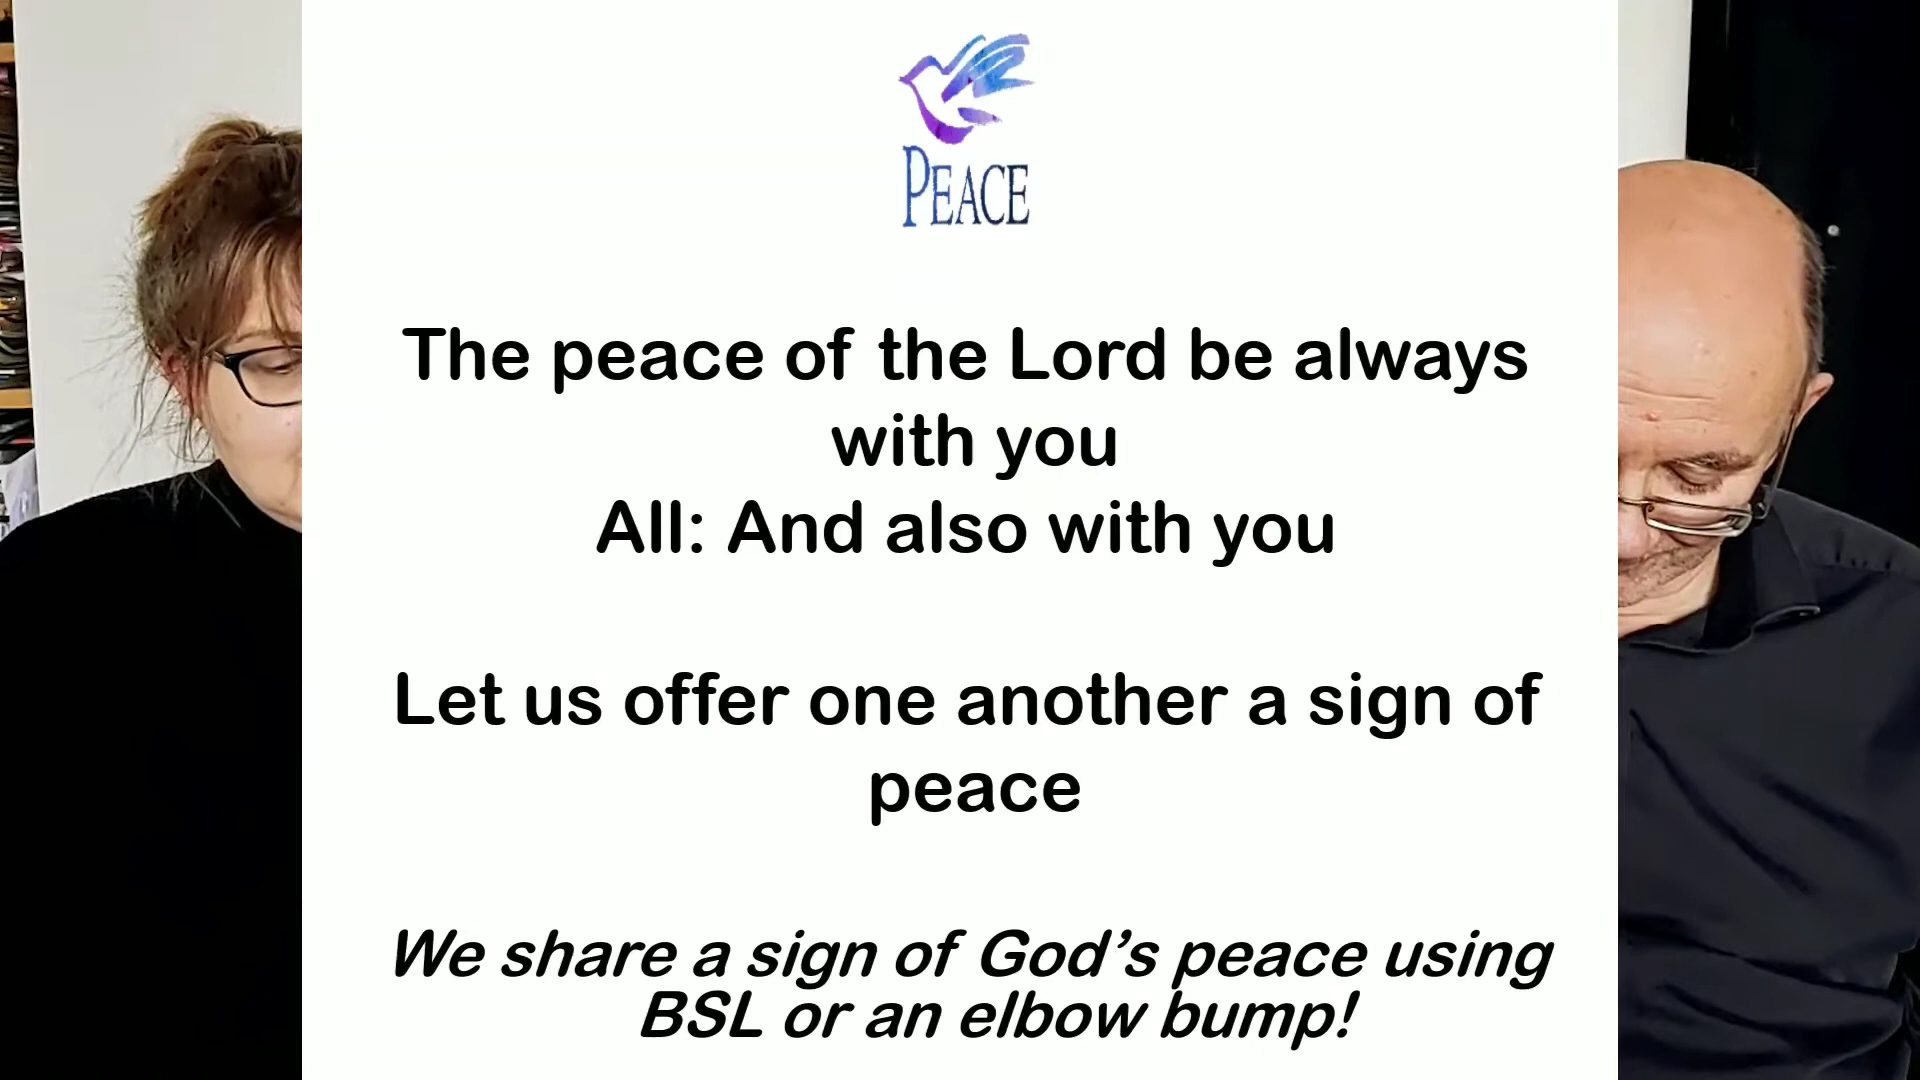 PEACE
The peace of the Lord be always
with you
All: And also with you
Let us offer one another a sign of
peace
We share a sign of God’s peace using
BSL or an elbow bump!